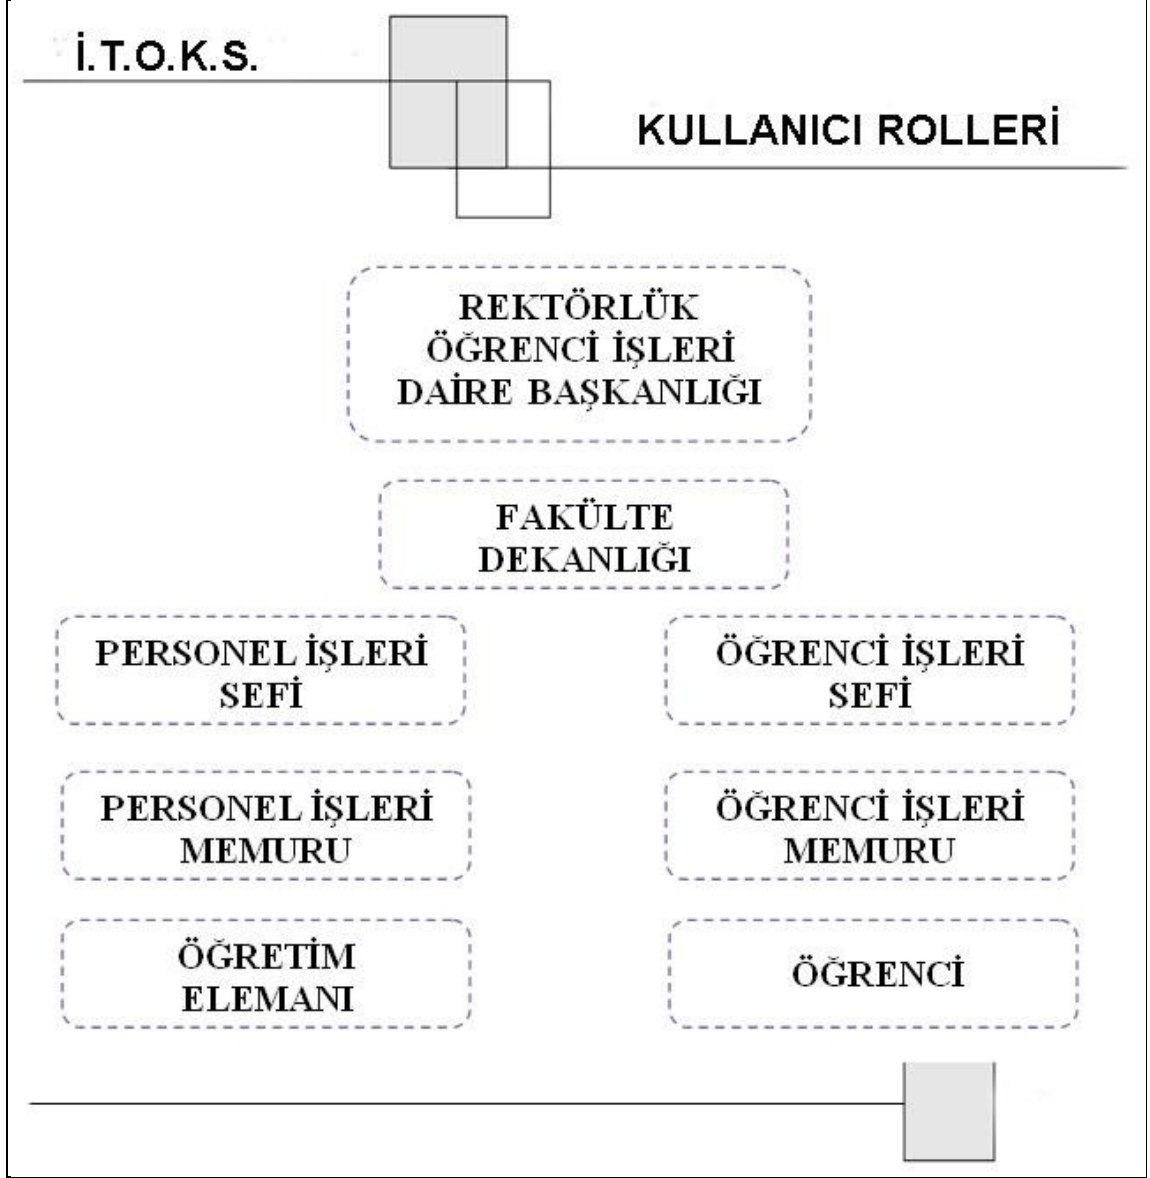 İ.T.O.K.S.
KULLANICI ROLLERİ
REKTÖRLÜK
ÖĞRENCİ İŞLERİ
DAİRE BAŞKANLIĞI
FAKÜLTE
DEKANLIĞI
PERSONEL İŞLERİ
SEFİ
ÖĞRENCİ İŞLERİ
SEFİ
PERSONEL İŞLERİ
MEMURU
ÖĞRENCİ İŞLERİ
MEMURU
ÖĞRETİM
ELEMANI
ÖĞRENCİ